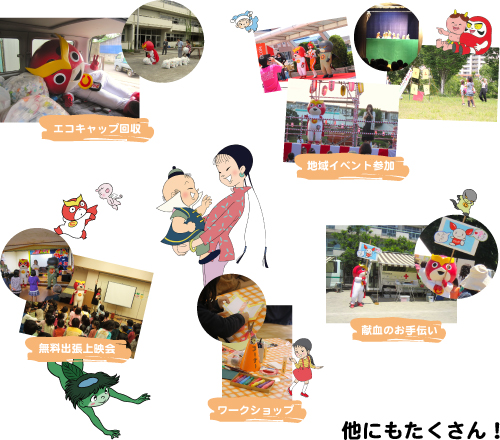 エコキャップ回収
地域イベント参加
無料出張上映会
献血のお手伝い
ワークショップ
他にもたくさん！